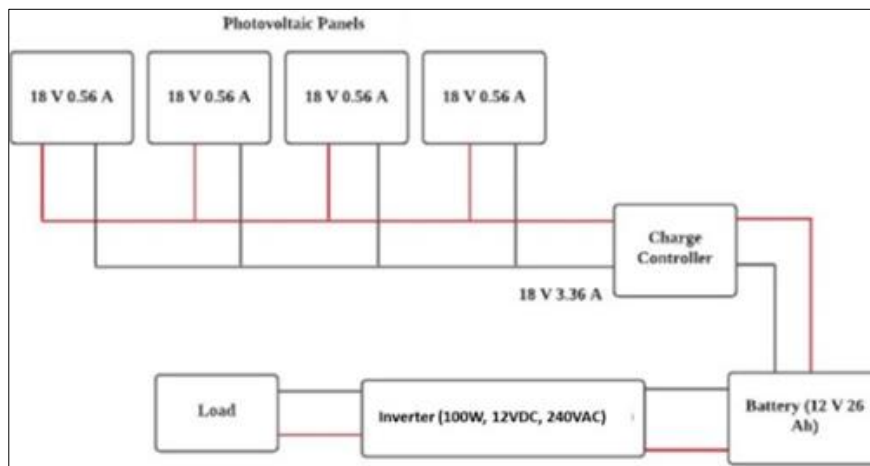 Photovoltaic Panels
18 V 0.56 A
18 V 0.56 A
18 V 0.56 A
18 V 0.56 A
Charge
Controller
18 V 3.36 A
Load
Inverter (100W, 12VDC, 240VAC)
Battery (12 V 26
Ah)